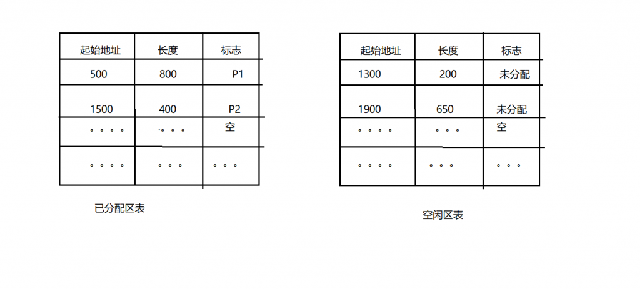 起始地址 长度 标志
500 800 P1
1500 400 P2
。。。。 。。。 空
。。。。 。。。 。。。
已分配区表
起始地址 长度 标志
1300 200 未分配
1900 650 未分配
。。。。 。。。 空
。。。。 。。。 。。。
空闲区表